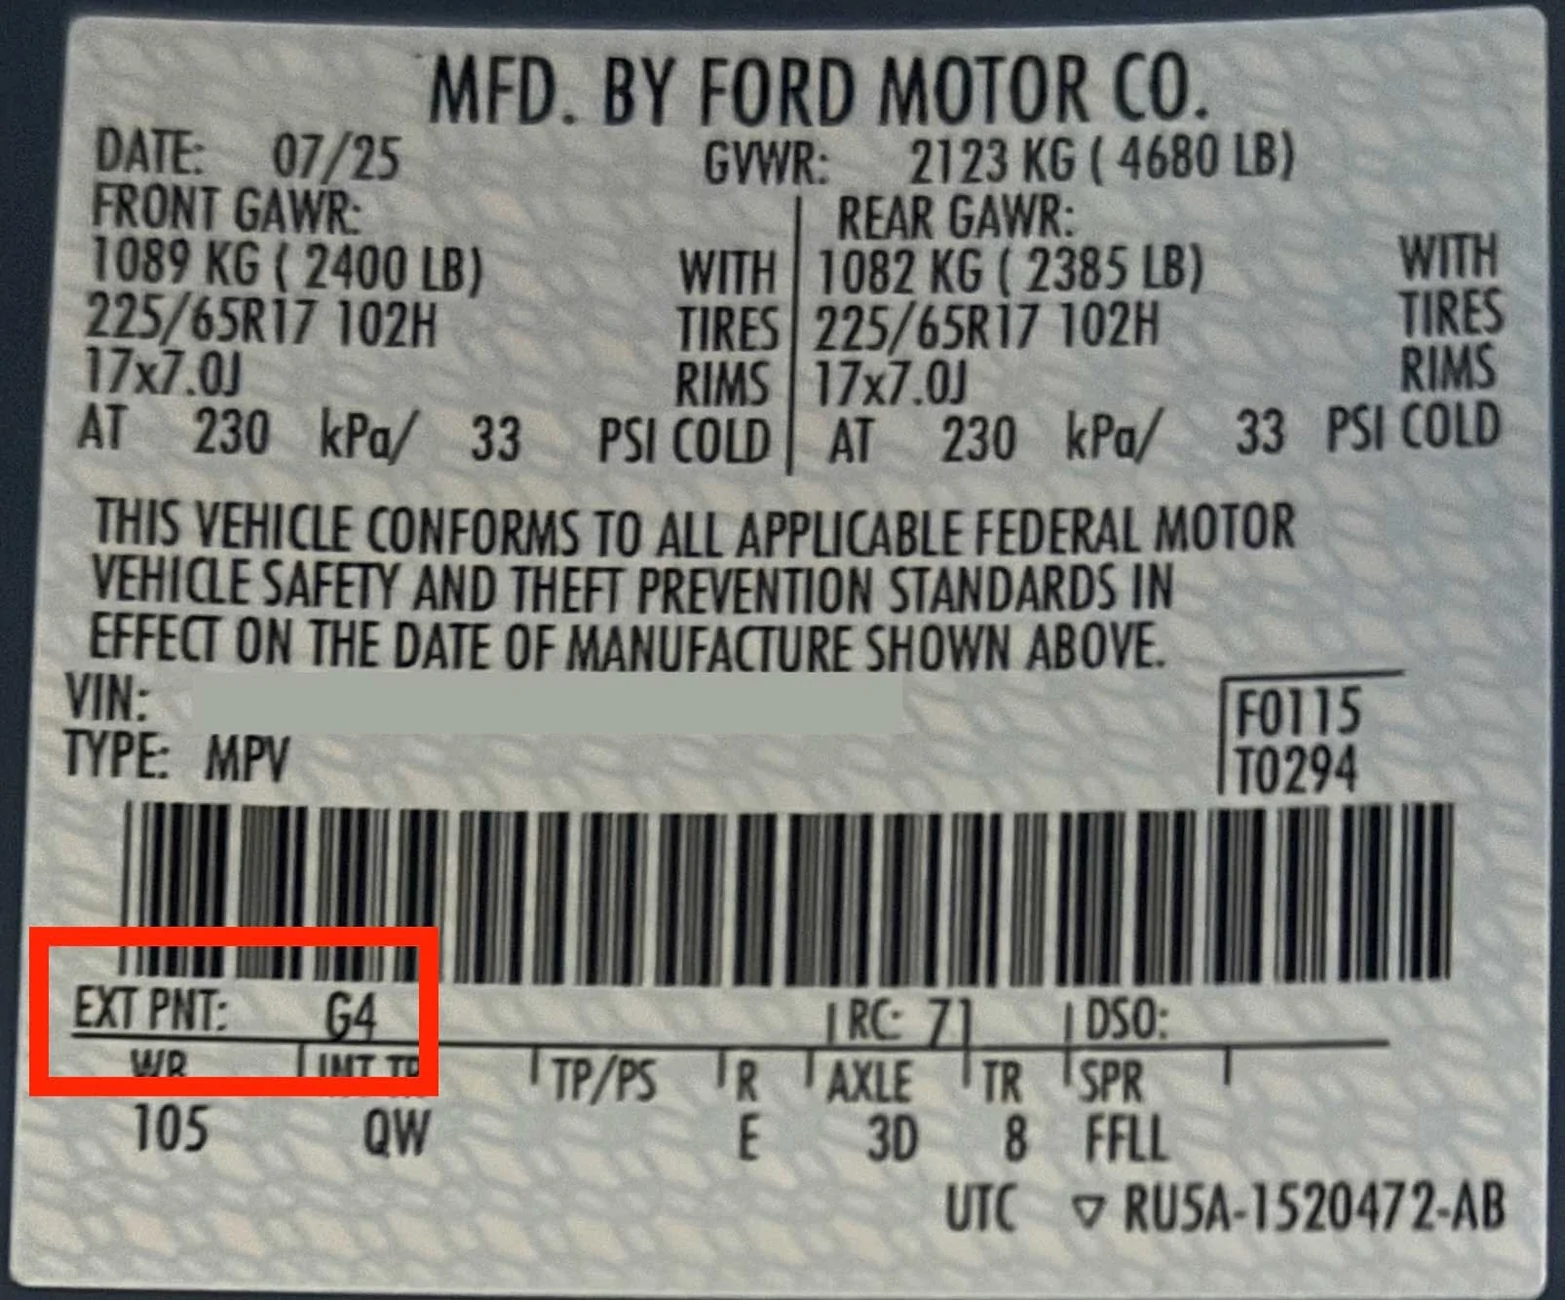 MFD. BY FORD MOTOR CO.
DATE: 07/25 GVWR: 2123 KG ( 4680 LB)
FRONT GAWR: REAR GAWR:
1089 KG ( 2400 LB) WITH 1082 KG ( 2385 LB) WITH
225/65R17 102H TIRES 225/65R17 102H TIRES
17x7.0J RIMS 17x7.0J RIMS
AT 230 kPa/ 33 PSI COLD AT 230 kPa/ 33 PSI COLD
THIS VEHICLE CONFORMS TO ALL APPLICABLE FEDERAL MOTOR
VEHICLE SAFETY AND THEFT PREVENTION STANDARDS IN
EFFECT ON THE DATE OF MANUFACTURE SHOWN ABOVE.
VIN: F0115
TYPE: MPV T0294
EXT PNT: G4 RC: 71 DSO:
WB INT TR TP/PS R AXLE TR SPR
105 QW E 3D 8 FFLL
UTC ▽ RU5A-1520472-AB